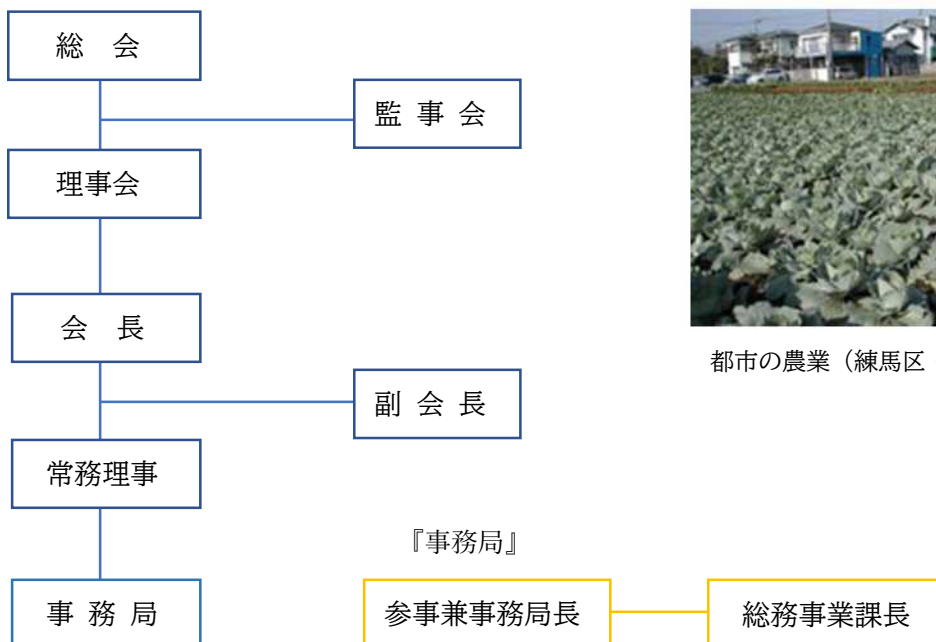 総 会
監 事 会
理事会
会 長
都市の農業（練馬区
副 会 長
常務理事
『事務局』
事 務 局
参事兼事務局長
総務事業課長